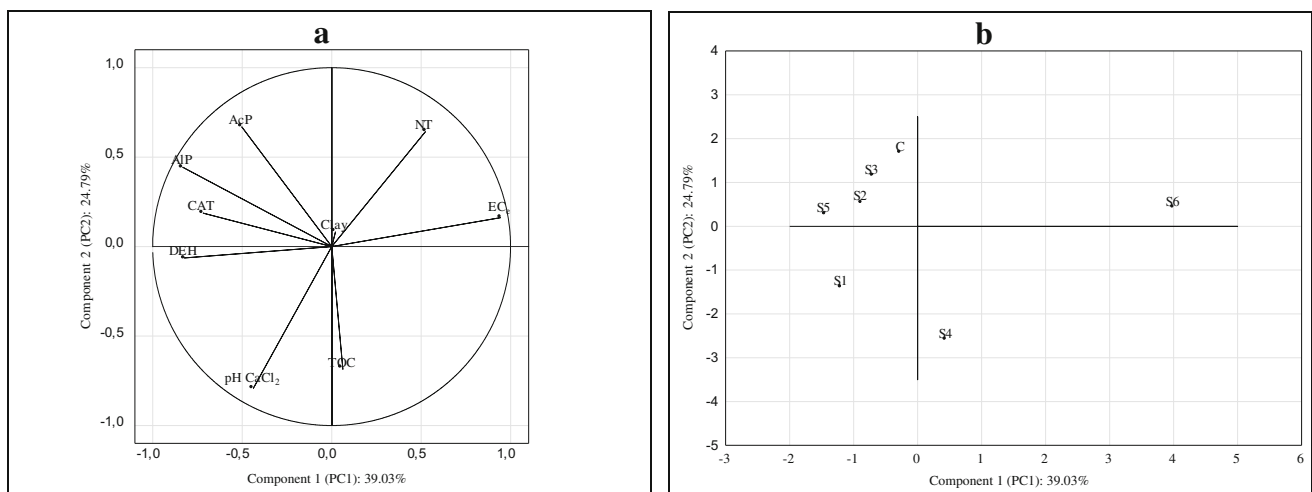 a
1,0
0,5
0,0
-0,5
-1,0
Component 2 (PC2): 24.79%
AcP
NT
AlP
CAT
ECe
Clay
DEH
TOC
pH CaCl2
-1,0 -0,5 0,0 0,5 1,0
Component 1 (PC1): 39.03%
b
4
3
2
1
0
-1
-2
-3
-4
-5
Component 2 (PC2): 24.79%
C
S3
S2
S5
S6
S1
S4
-3 -2 -1 0 1 2 3 4 5 6
Component 1 (PC1): 39.03%